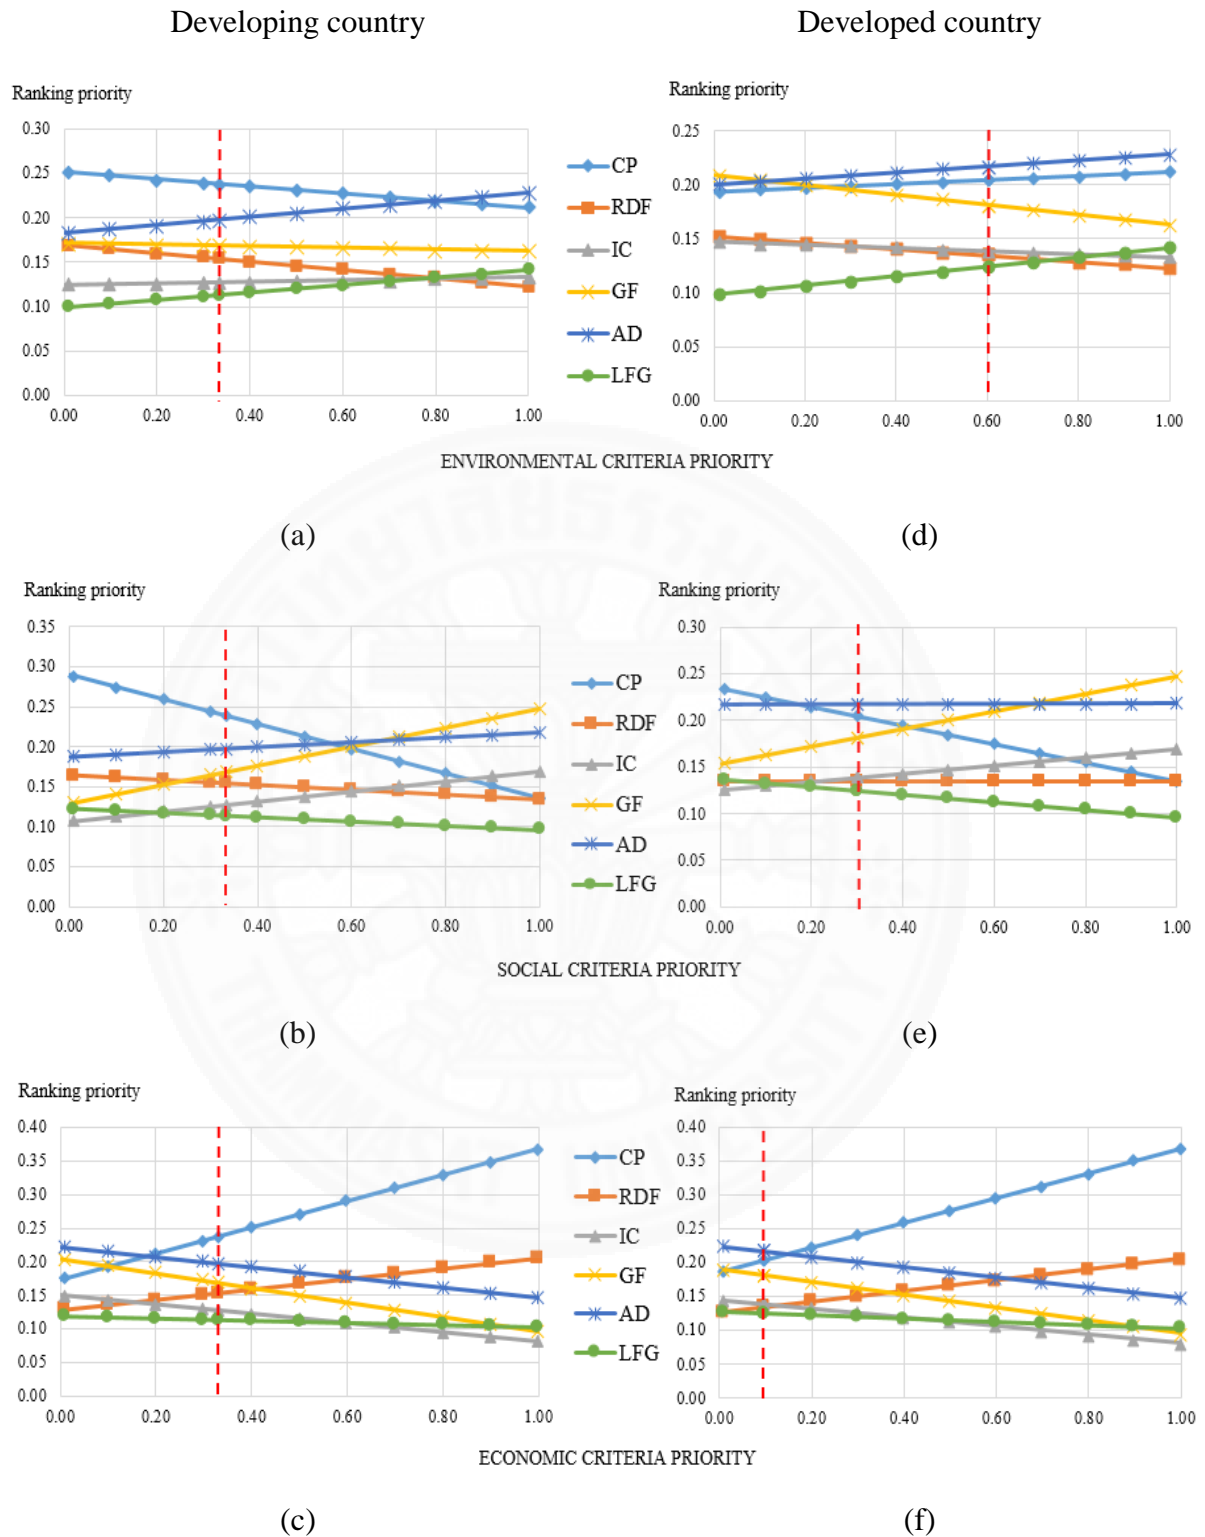 Developing country
Developed country
Ranking priority
Ranking priority
0.30
0.25
0.20
0.15
0.10
0.05
0.00
0.00 0.20 0.40 0.60 0.80 1.00
CP
RDF
IC
GF
AD
LFG
0.25
0.20
0.15
0.10
0.05
0.00
0.00 0.20 0.40 0.60 0.80 1.00
ENVIRONMENTAL CRITERIA PRIORITY
(a)
(d)
Ranking priority
Ranking priority
0.35
0.30
0.25
0.20
0.15
0.10
0.05
0.00
0.00 0.20 0.40 0.60 0.80 1.00
CP
RDF
IC
GF
AD
LFG
0.30
0.25
0.20
0.15
0.10
0.05
0.00
0.00 0.20 0.40 0.60 0.80 1.00
SOCIAL CRITERIA PRIORITY
(b)
(e)
Ranking priority
Ranking priority
0.40
0.35
0.30
0.25
0.20
0.15
0.10
0.05
0.00
0.00 0.20 0.40 0.60 0.80 1.00
CP
RDF
IC
GF
AD
LFG
0.40
0.35
0.30
0.25
0.20
0.15
0.10
0.05
0.00
0.00 0.20 0.40 0.60 0.80 1.00
ECONOMIC CRITERIA PRIORITY
(c)
(f)